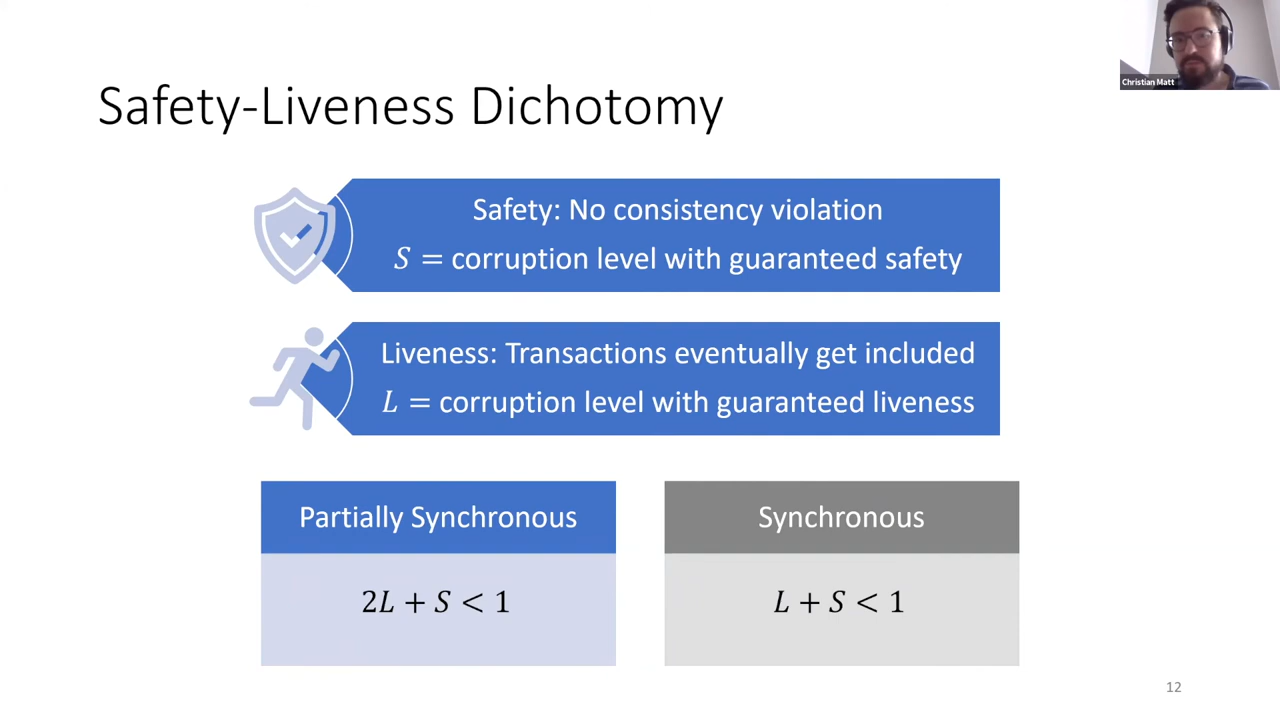 Christian Matt
Safety-Liveness Dichotomy
Safety: No consistency violation
S = corruption level with guaranteed safety
Liveness: Transactions eventually get included
L = corruption level with guaranteed liveness
Partially Synchronous
2L + S < 1
Synchronous
L + S < 1
12